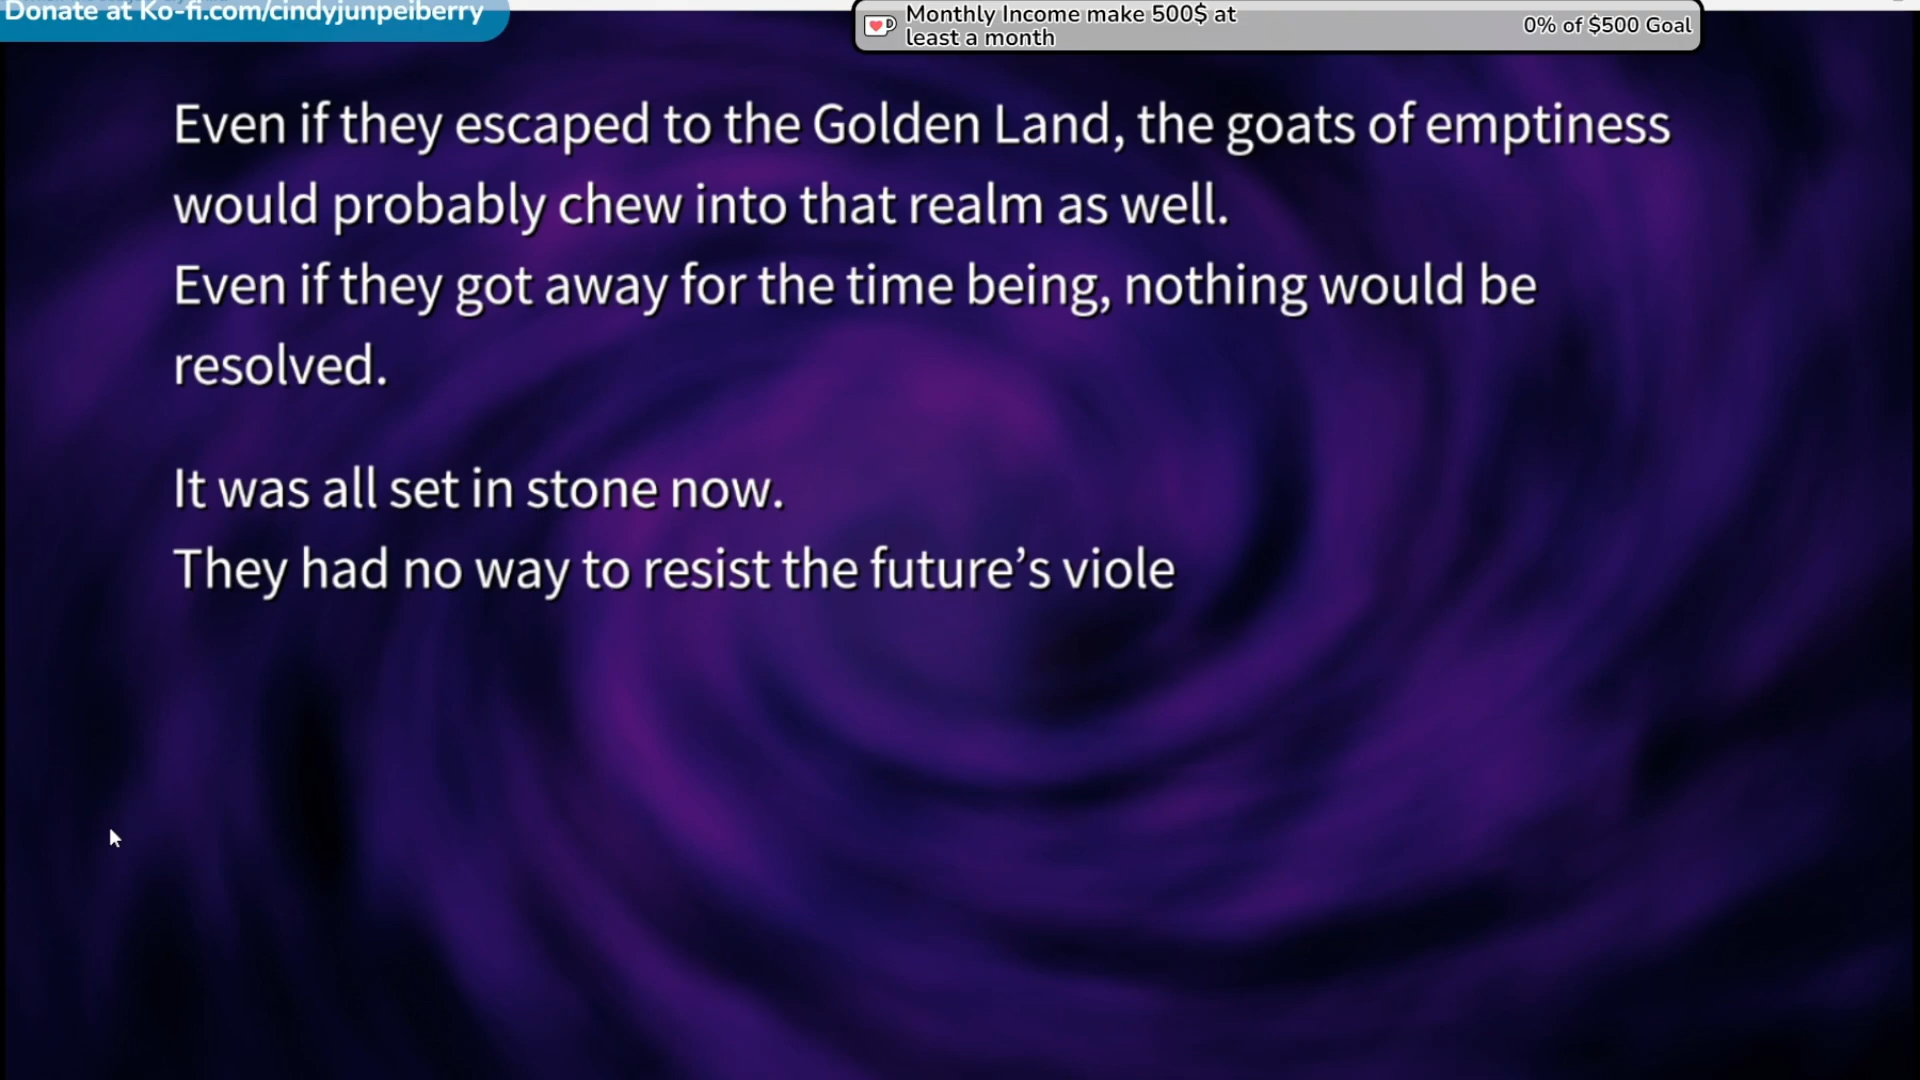 Donate at Ko-fi.com/cindyjunpeiberry
Monthly Income make 500$ at
least a month
0% of $500 Goal
Even if they escaped to the Golden Land, the goats of emptiness
would probably chew into that realm as well.
Even if they got away for the time being, nothing would be
resolved.
It was all set in stone now.
They had no way to resist the future’s viole